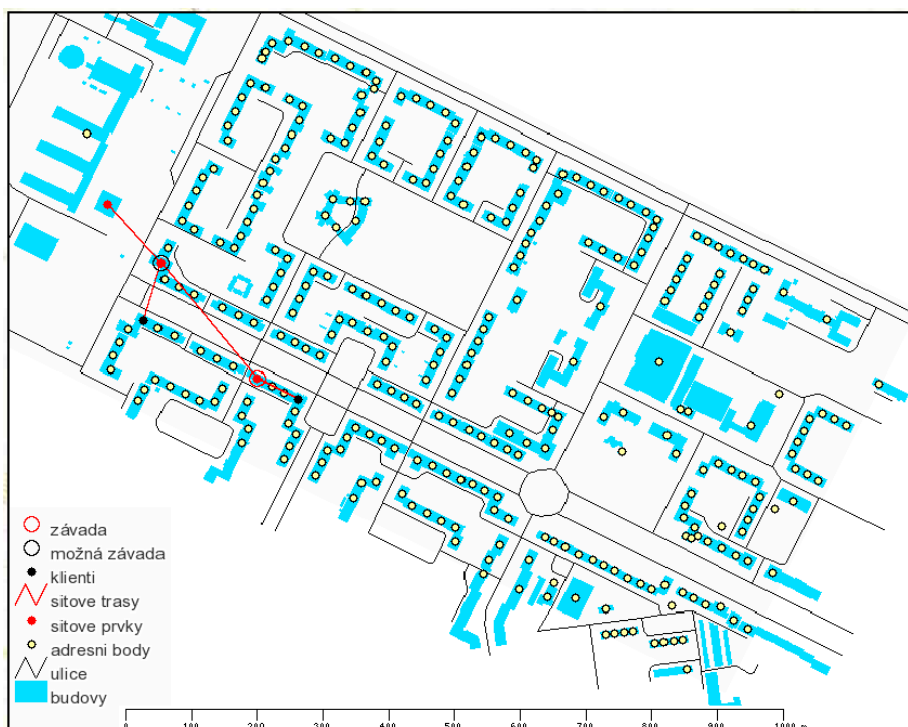 závada
možná závada
klienti
sitove trasy
sitove prvky
adresni body
ulice
budovy
0 100 200 300 400 500 600 700 800 900 1000 m